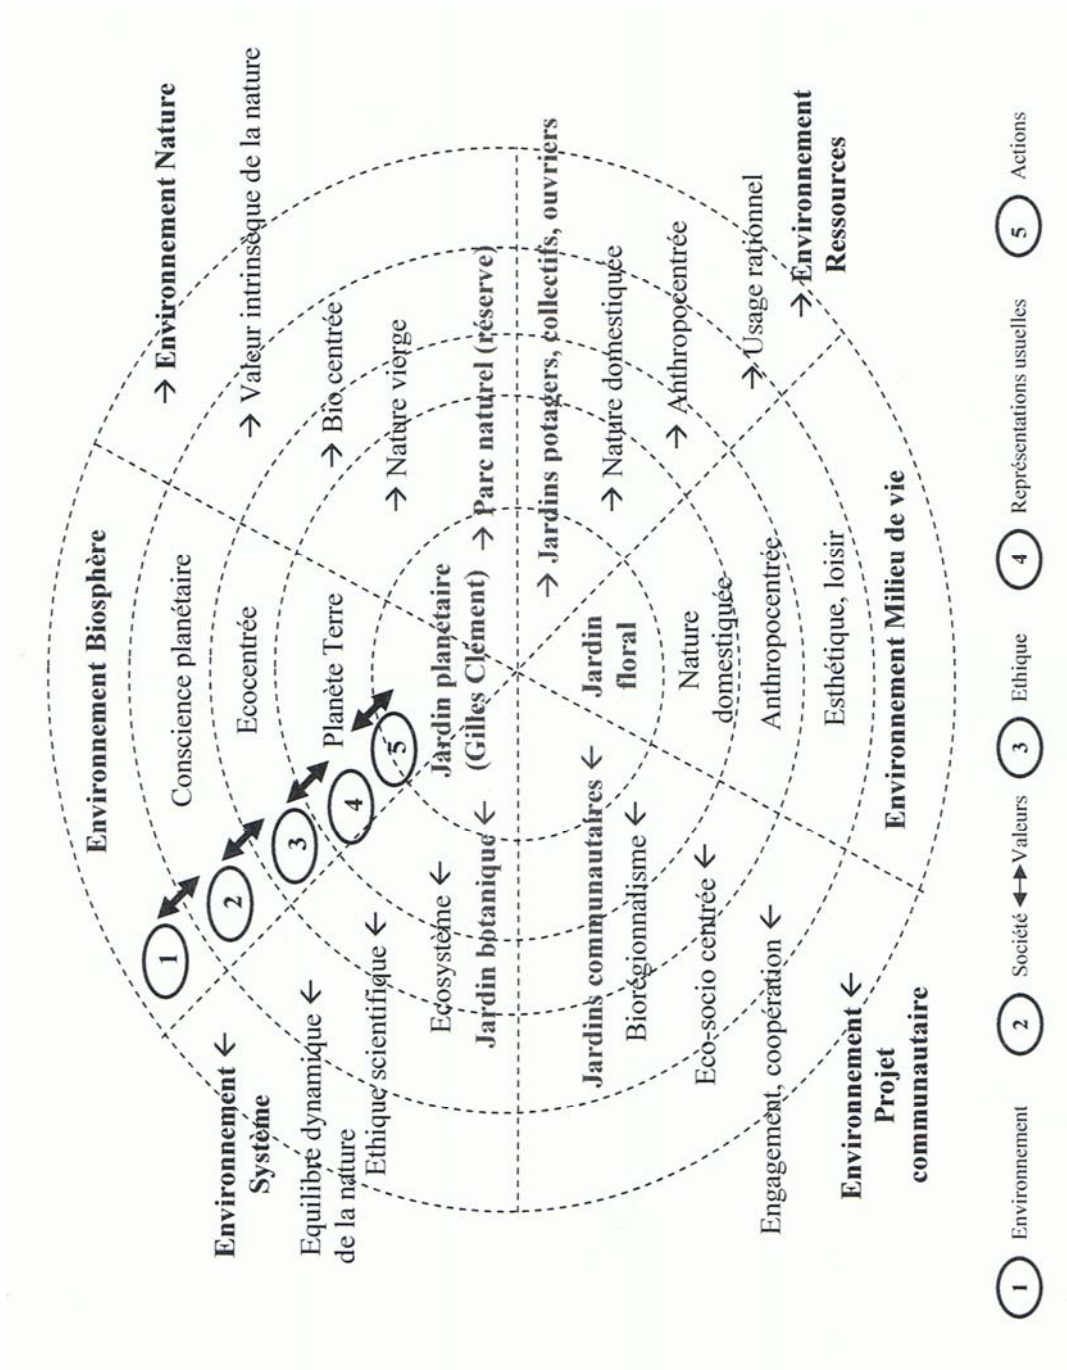 Environnement Biosphère
Conscience planétaire
Ecocentrée
Planète Terre
Jardin planétaire
(Gilles Clément)
→ Environnement Nature
→ Valeur intrinsèque de la nature
→ Bio centrée
→ Nature vierge
→ Parc naturel (réserve)
→ Jardins potagers, collectifs, ouvriers
→ Nature domestiquée
→ Anthropocentrée
→ Usage rationnel
→ Environnement
Ressources
Jardin
floral
Nature
domestiquée
Anthropocentrée
Esthétique, loisir
Environnement Milieu de vie
Jardins communautaires ←
Biorégionnalisme ←
Eco-socio centrée ←
Engagement, coopération ←
Environnement ←
Projet
communautaire
Environnement ←
Système
Equilibre dynamique ←
de la nature
Ethique scientifique ←
Ecosystème ←
Jardin botanique ←
1
2
3
4
5
1 Environnement
2 Société ↔ Valeurs
3 Ethique
4 Représentations usuelles
5 Actions